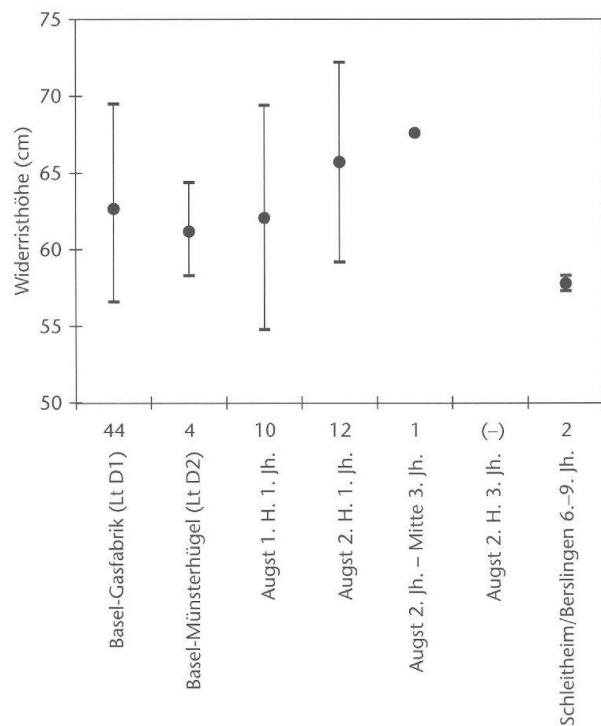 75
70
65
60
55
50
Widerristhöhe (cm)
44
4
10
12
1
(–)
2
Basel-Gasfabrik (Lt D1)
Basel-Münsterhügel (Lt D2)
Augst 1. H. 1. Jh.
Augst 2. H. 1. Jh.
Augst 2. Jh. – Mitte 3. Jh.
Augst 2. H. 3. Jh.
Schleitheim/Berslingen 6.–9. Jh.